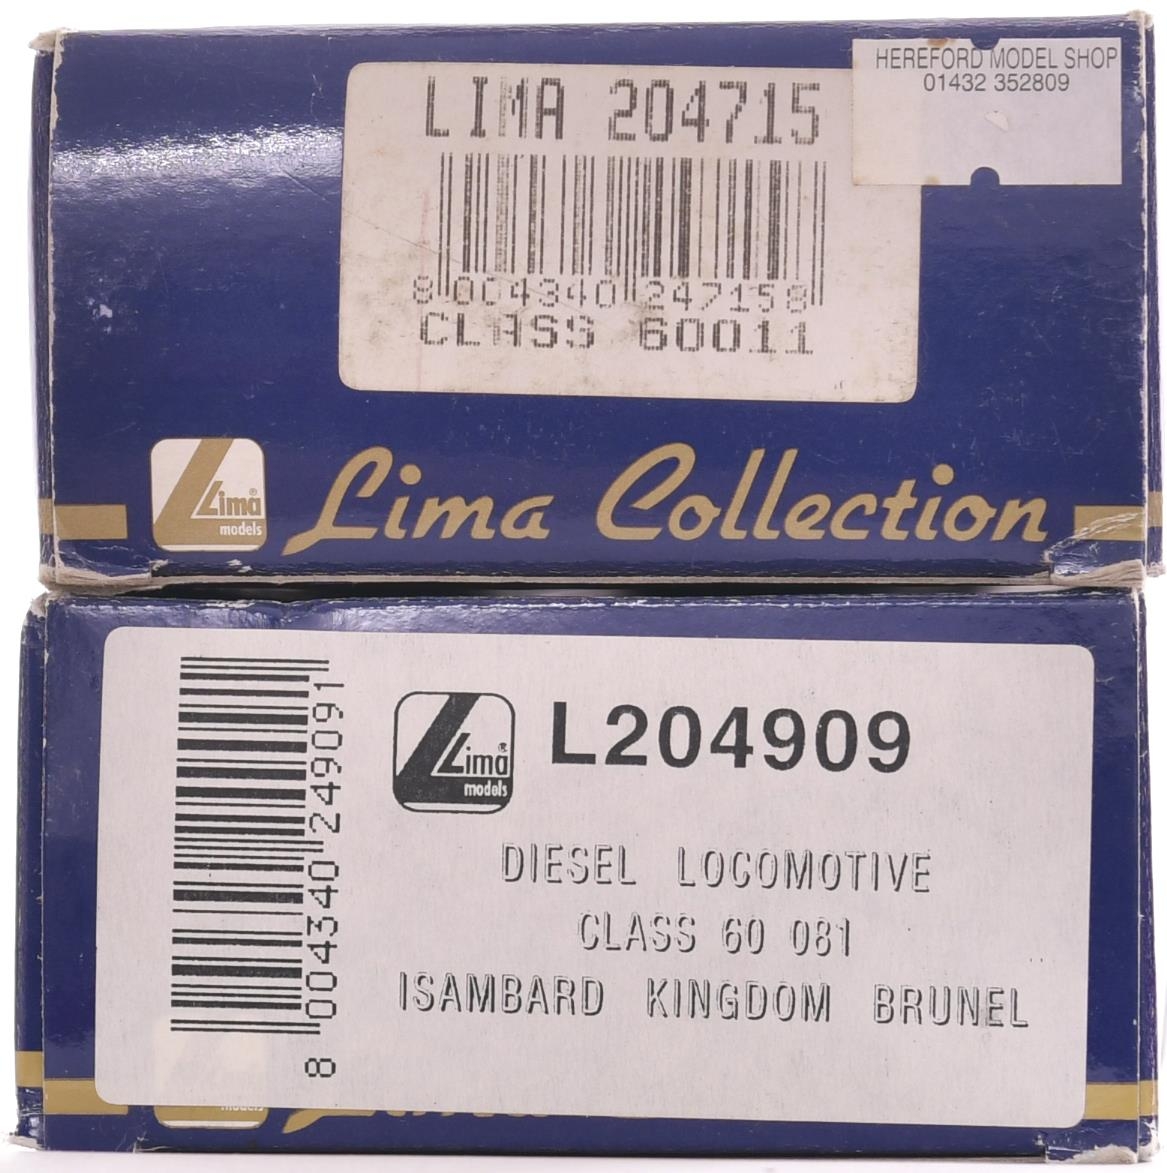 HEREFORD MODEL SHOP
01432 352809
LIMA 204715
8 004340 247158
CLASS 60011
Lima®
models
Lima Collection
8 004340 249091
Lima®
models
L204909
DIESEL LOCOMOTIVE
CLASS 60 081
ISAMBARD KINGDOM BRUNEL
models